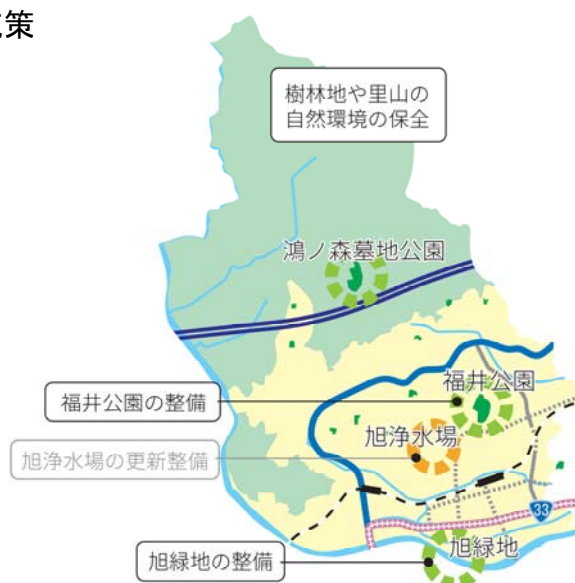 策
樹林地や里山の
自然環境の保全
鴻ノ森墓地公園
福井公園
福井公園の整備
旭浄水場
旭浄水場の更新整備
33
旭緑地
旭緑地の整備